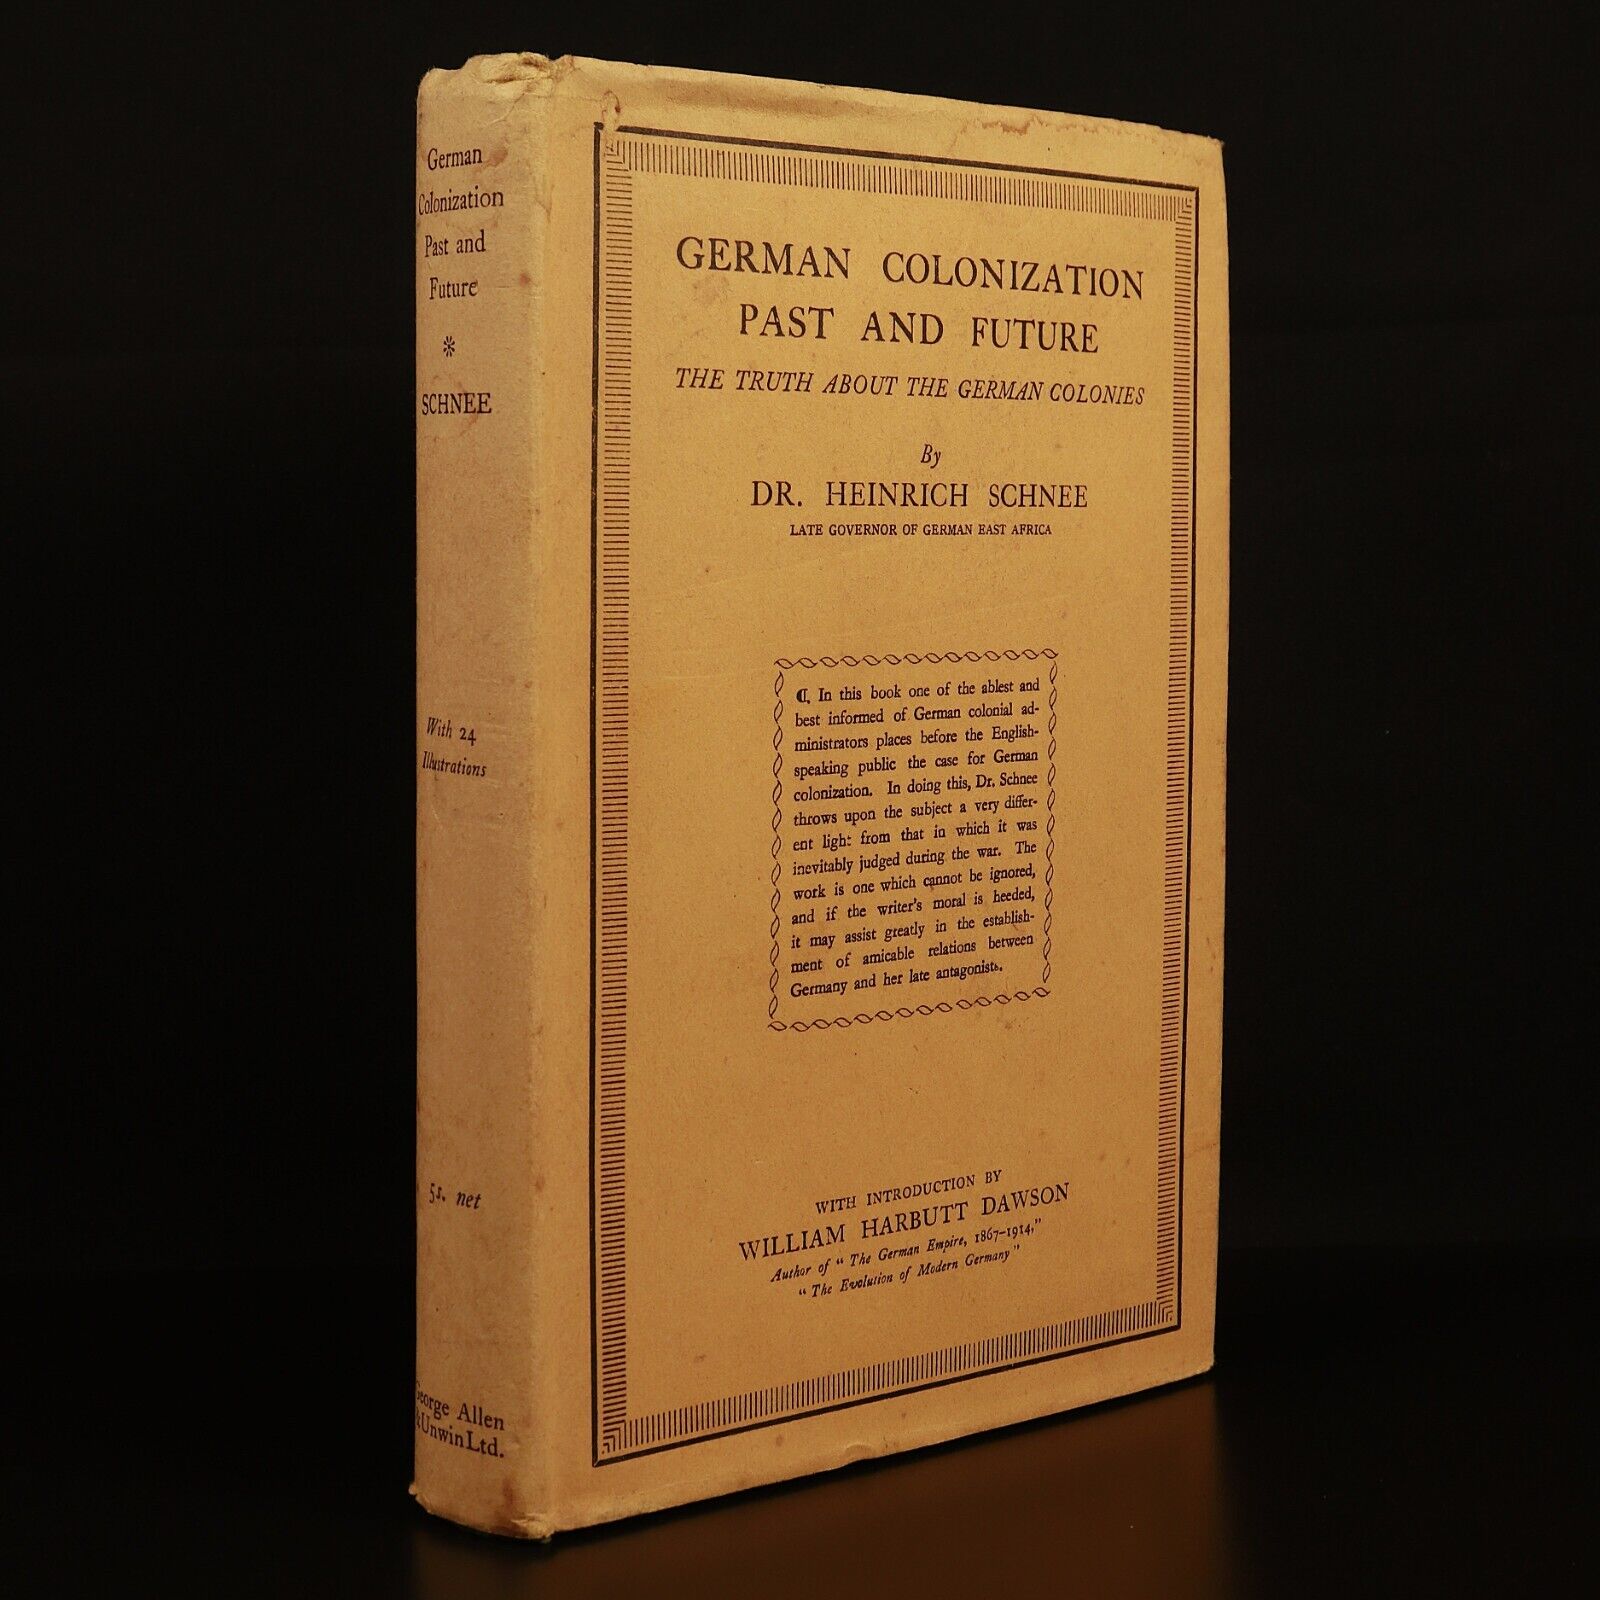 German
Colonization
Past and
Future
*
SCHNEE
With 24
Illustrations
5s. net
George Allen
& Unwin Ltd.
GERMAN COLONIZATION
PAST AND FUTURE
THE TRUTH ABOUT THE GERMAN COLONIES
By
DR. HEINRICH SCHNEE
LATE GOVERNOR OF GERMAN EAST AFRICA
¶ In this book one of the ablest and
best informed of German colonial ad-
ministrators places before the English-
speaking public the case for German
colonization. In doing this, Dr. Schnee
throws upon the subject a very differ-
ent light from that in which it was
inevitably judged during the war. The
work is one which cannot be ignored,
and if the writer's moral is heeded,
it may assist greatly in the establish-
ment of amicable relations between
Germany and her late antagonists.
WITH INTRODUCTION BY
WILLIAM HARBUTT DAWSON
Author of "The German Empire, 1867-1914,"
"The Evolution of Modern Germany"